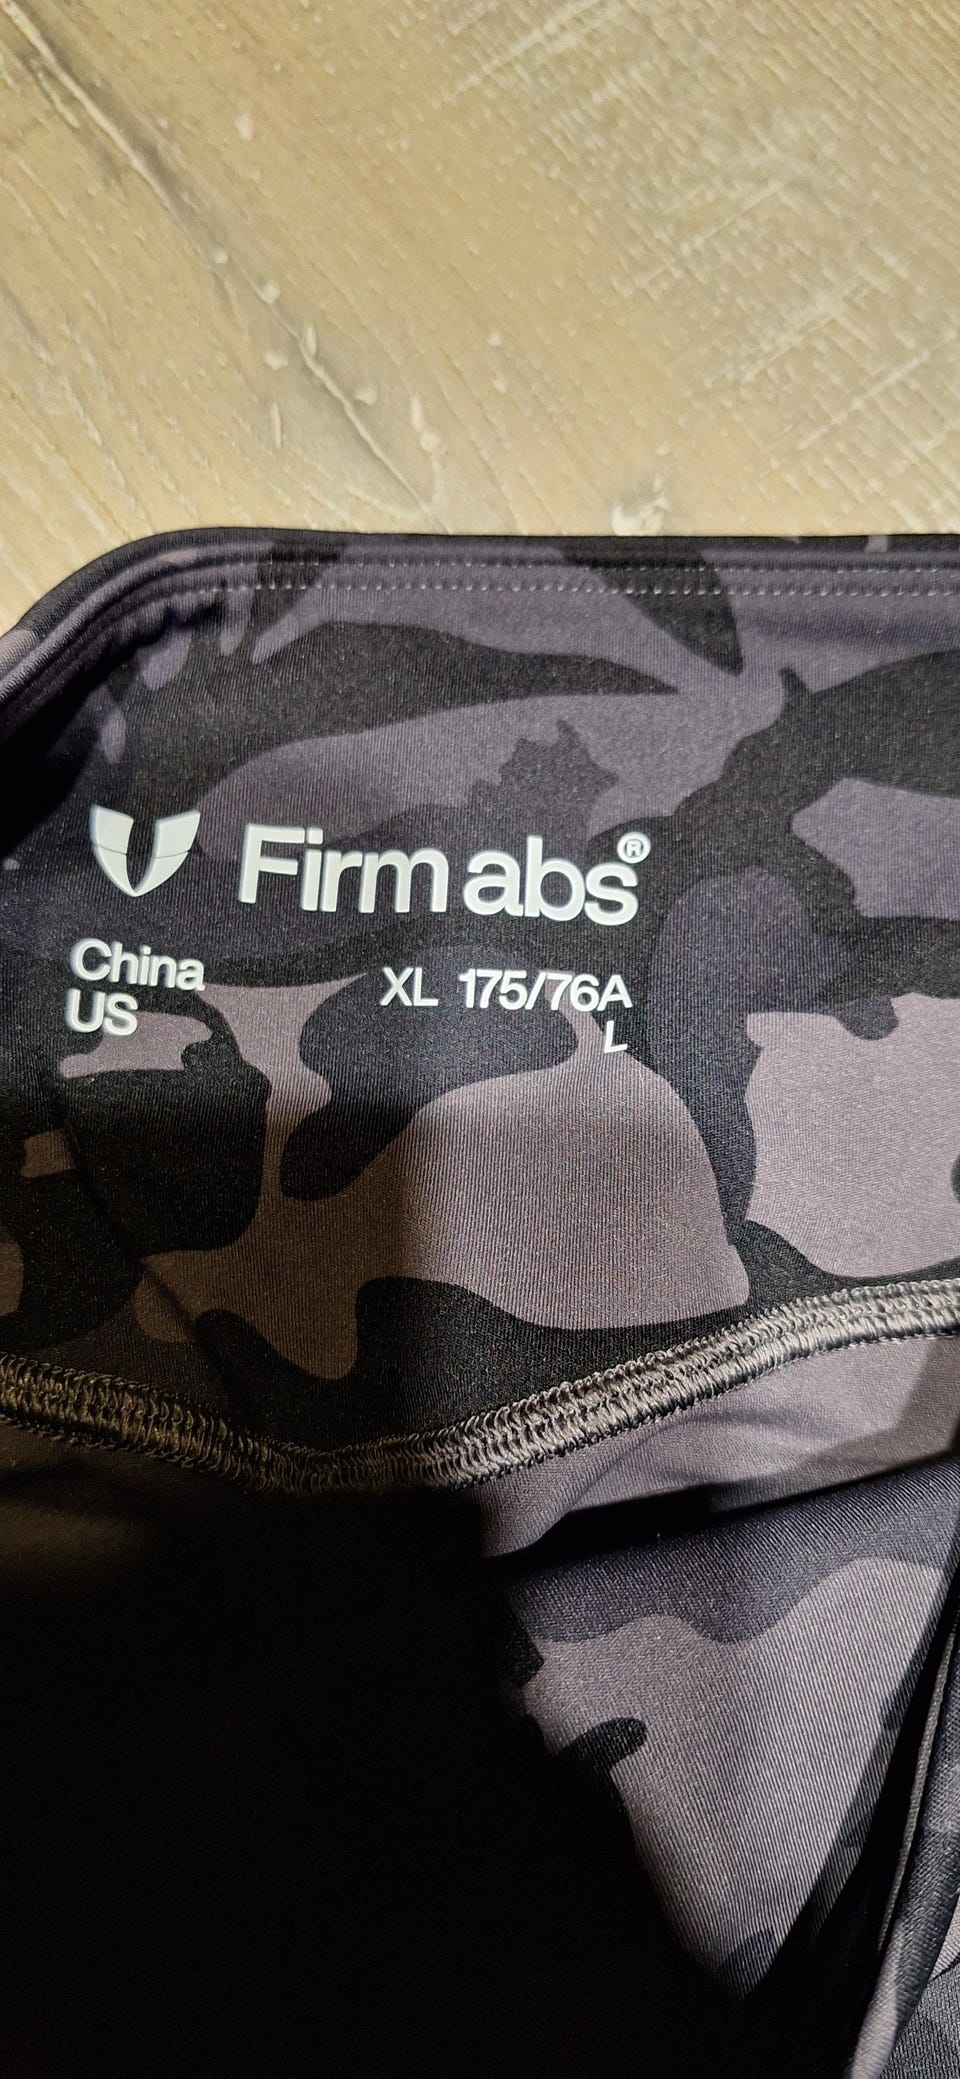 Firm abs®
China XL 175/76A
US L